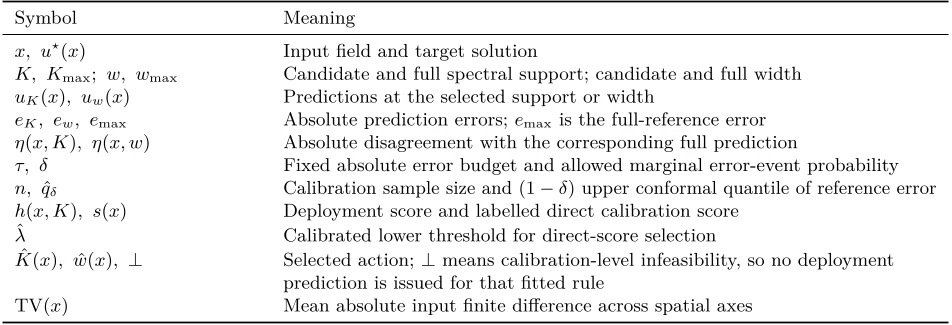 Symbol Meaning
x, u⋆(x) Input field and target solution
K, Kmax; w, wmax Candidate and full spectral support; candidate and full width
uK(x), uw(x) Predictions at the selected support or width
eK, ew, emax Absolute prediction errors; emax is the full-reference error
η(x, K), η(x, w) Absolute disagreement with the corresponding full prediction
τ, δ Fixed absolute error budget and allowed marginal error-event probability
n, q̂δ Calibration sample size and (1 − δ) upper conformal quantile of reference error
h(x, K), s(x) Deployment score and labelled direct calibration score
λ̂ Calibrated lower threshold for direct-score selection
K̂(x), ŵ(x), ⊥ Selected action; ⊥ means calibration-level infeasibility, so no deployment
prediction is issued for that fitted rule
TV(x) Mean absolute input finite difference across spatial axes